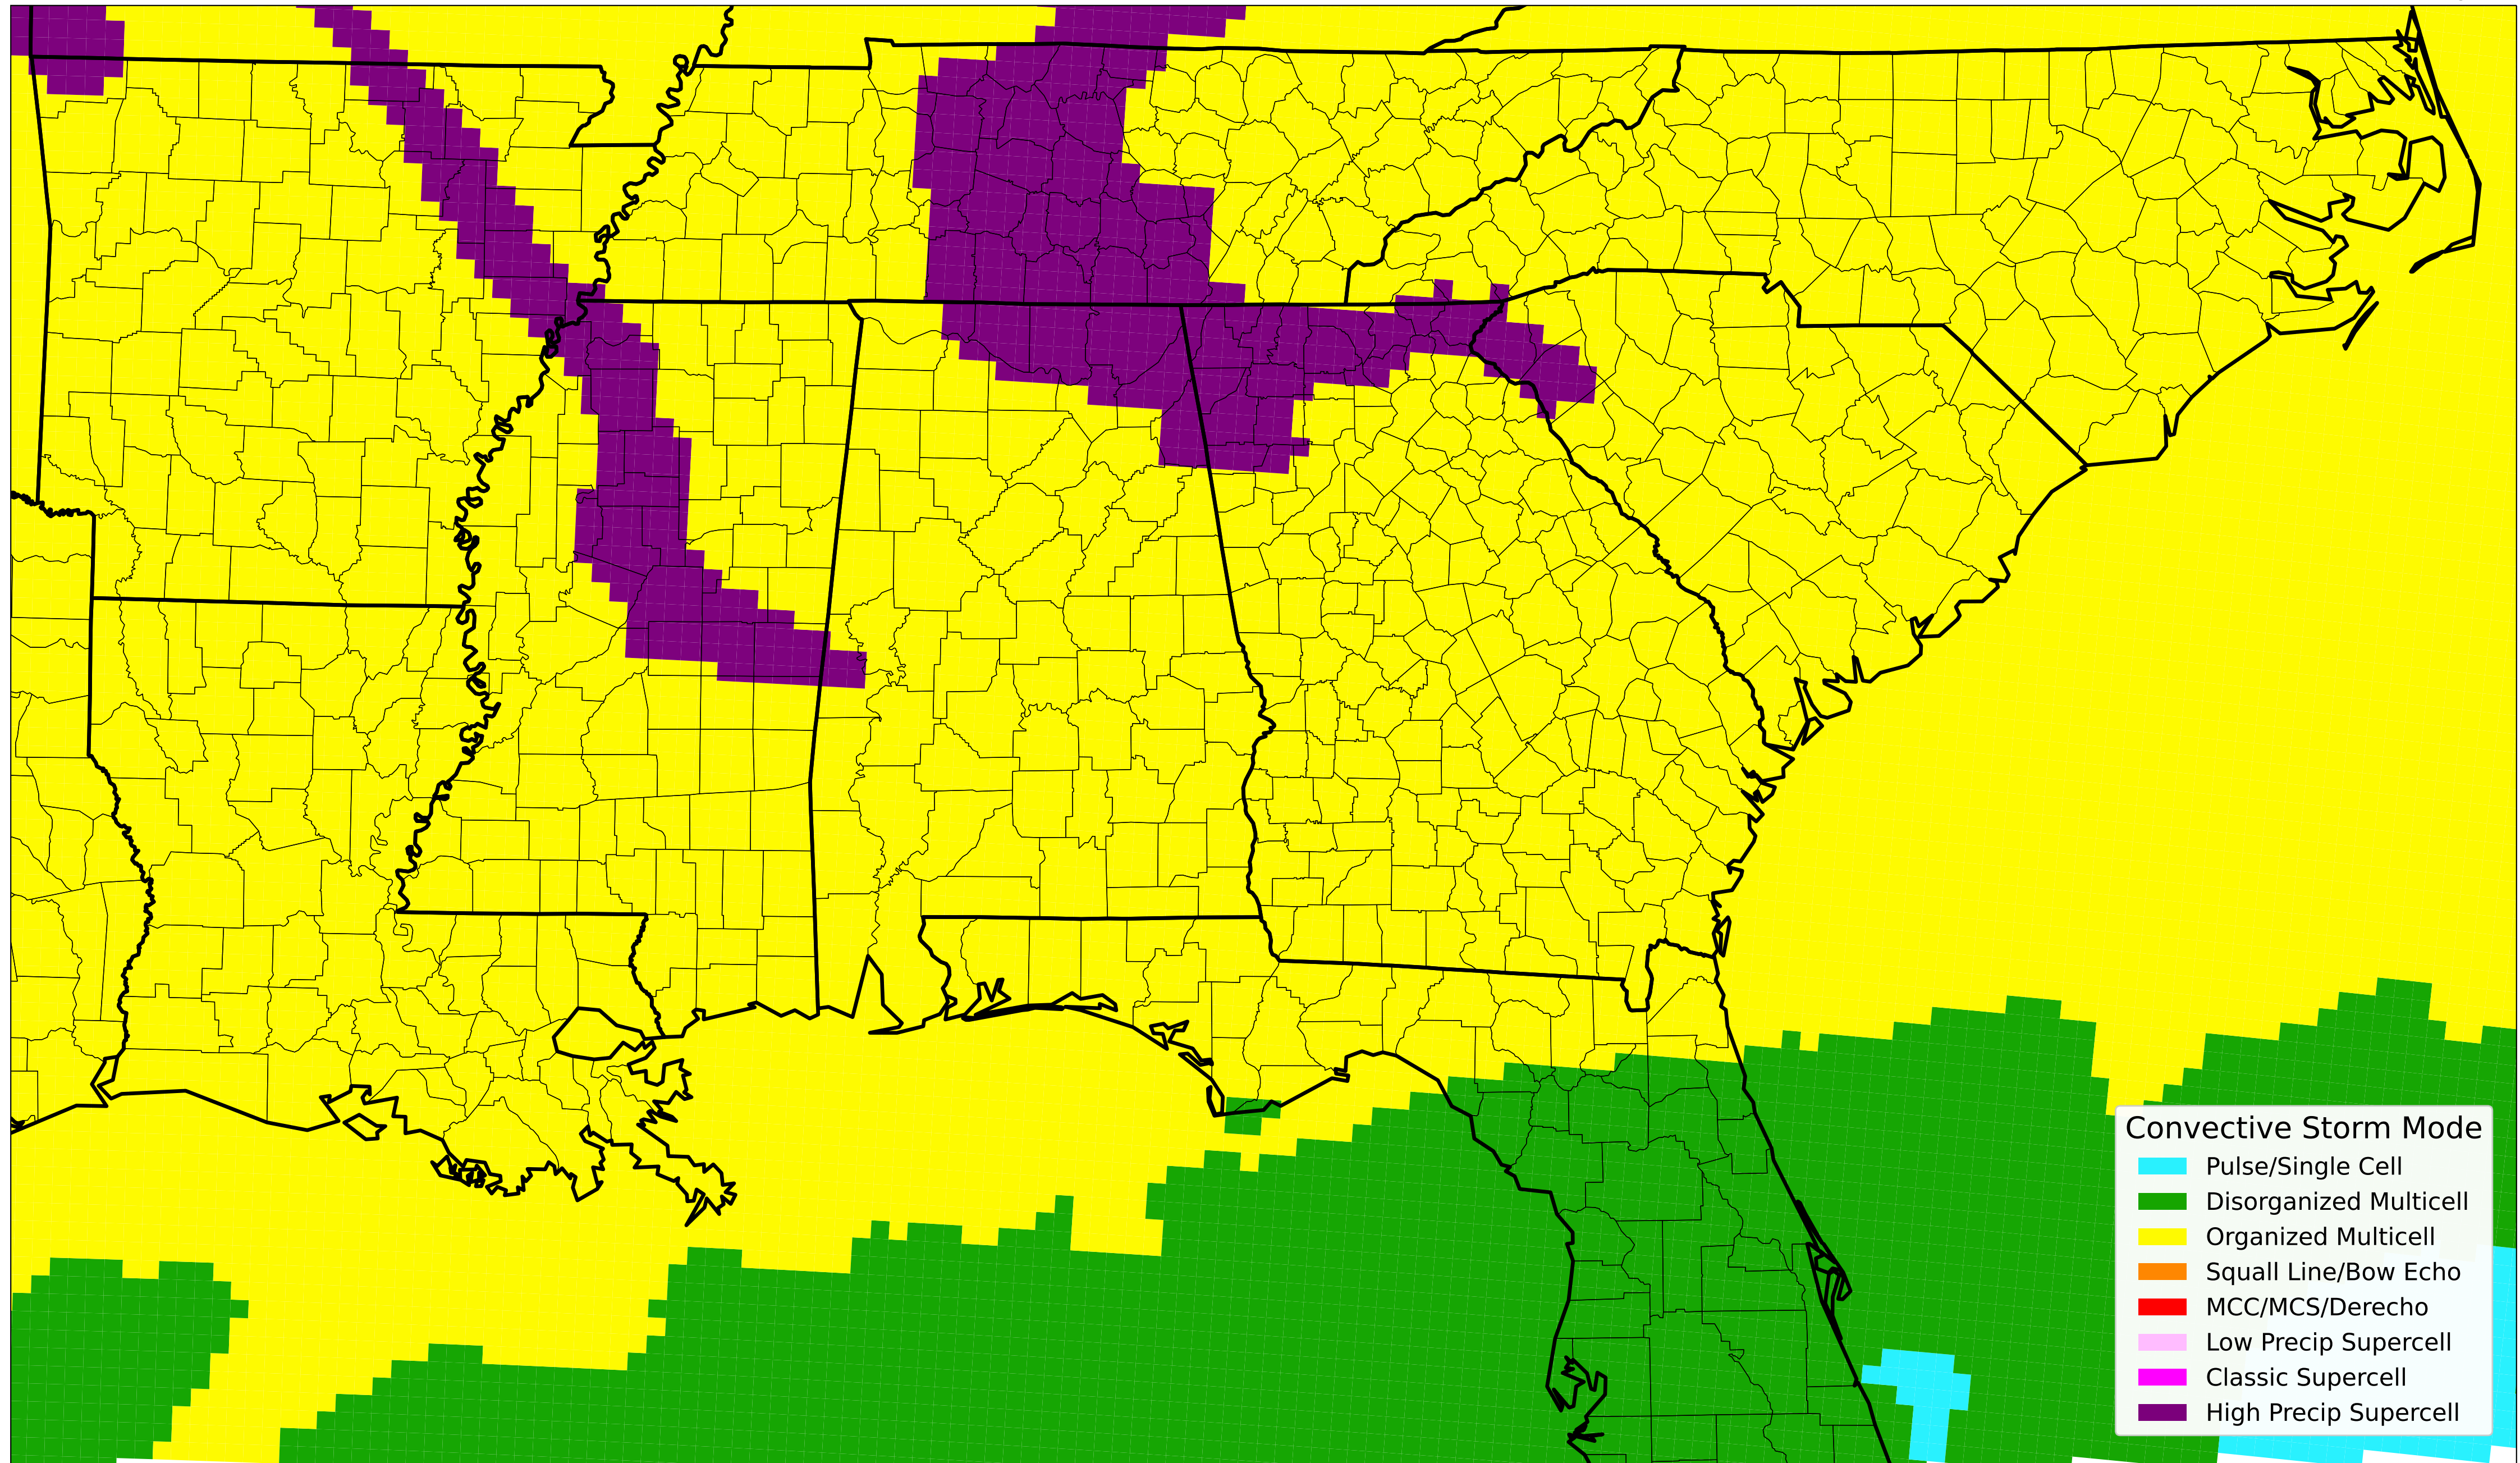 Convective Storm Mode
Pulse/Single Cell
Disorganized Multicell
Organized Multicell
Squall Line/Bow Echo
MCC/MCS/Derecho
Low Precip Supercell
Classic Supercell
High Precip Supercell